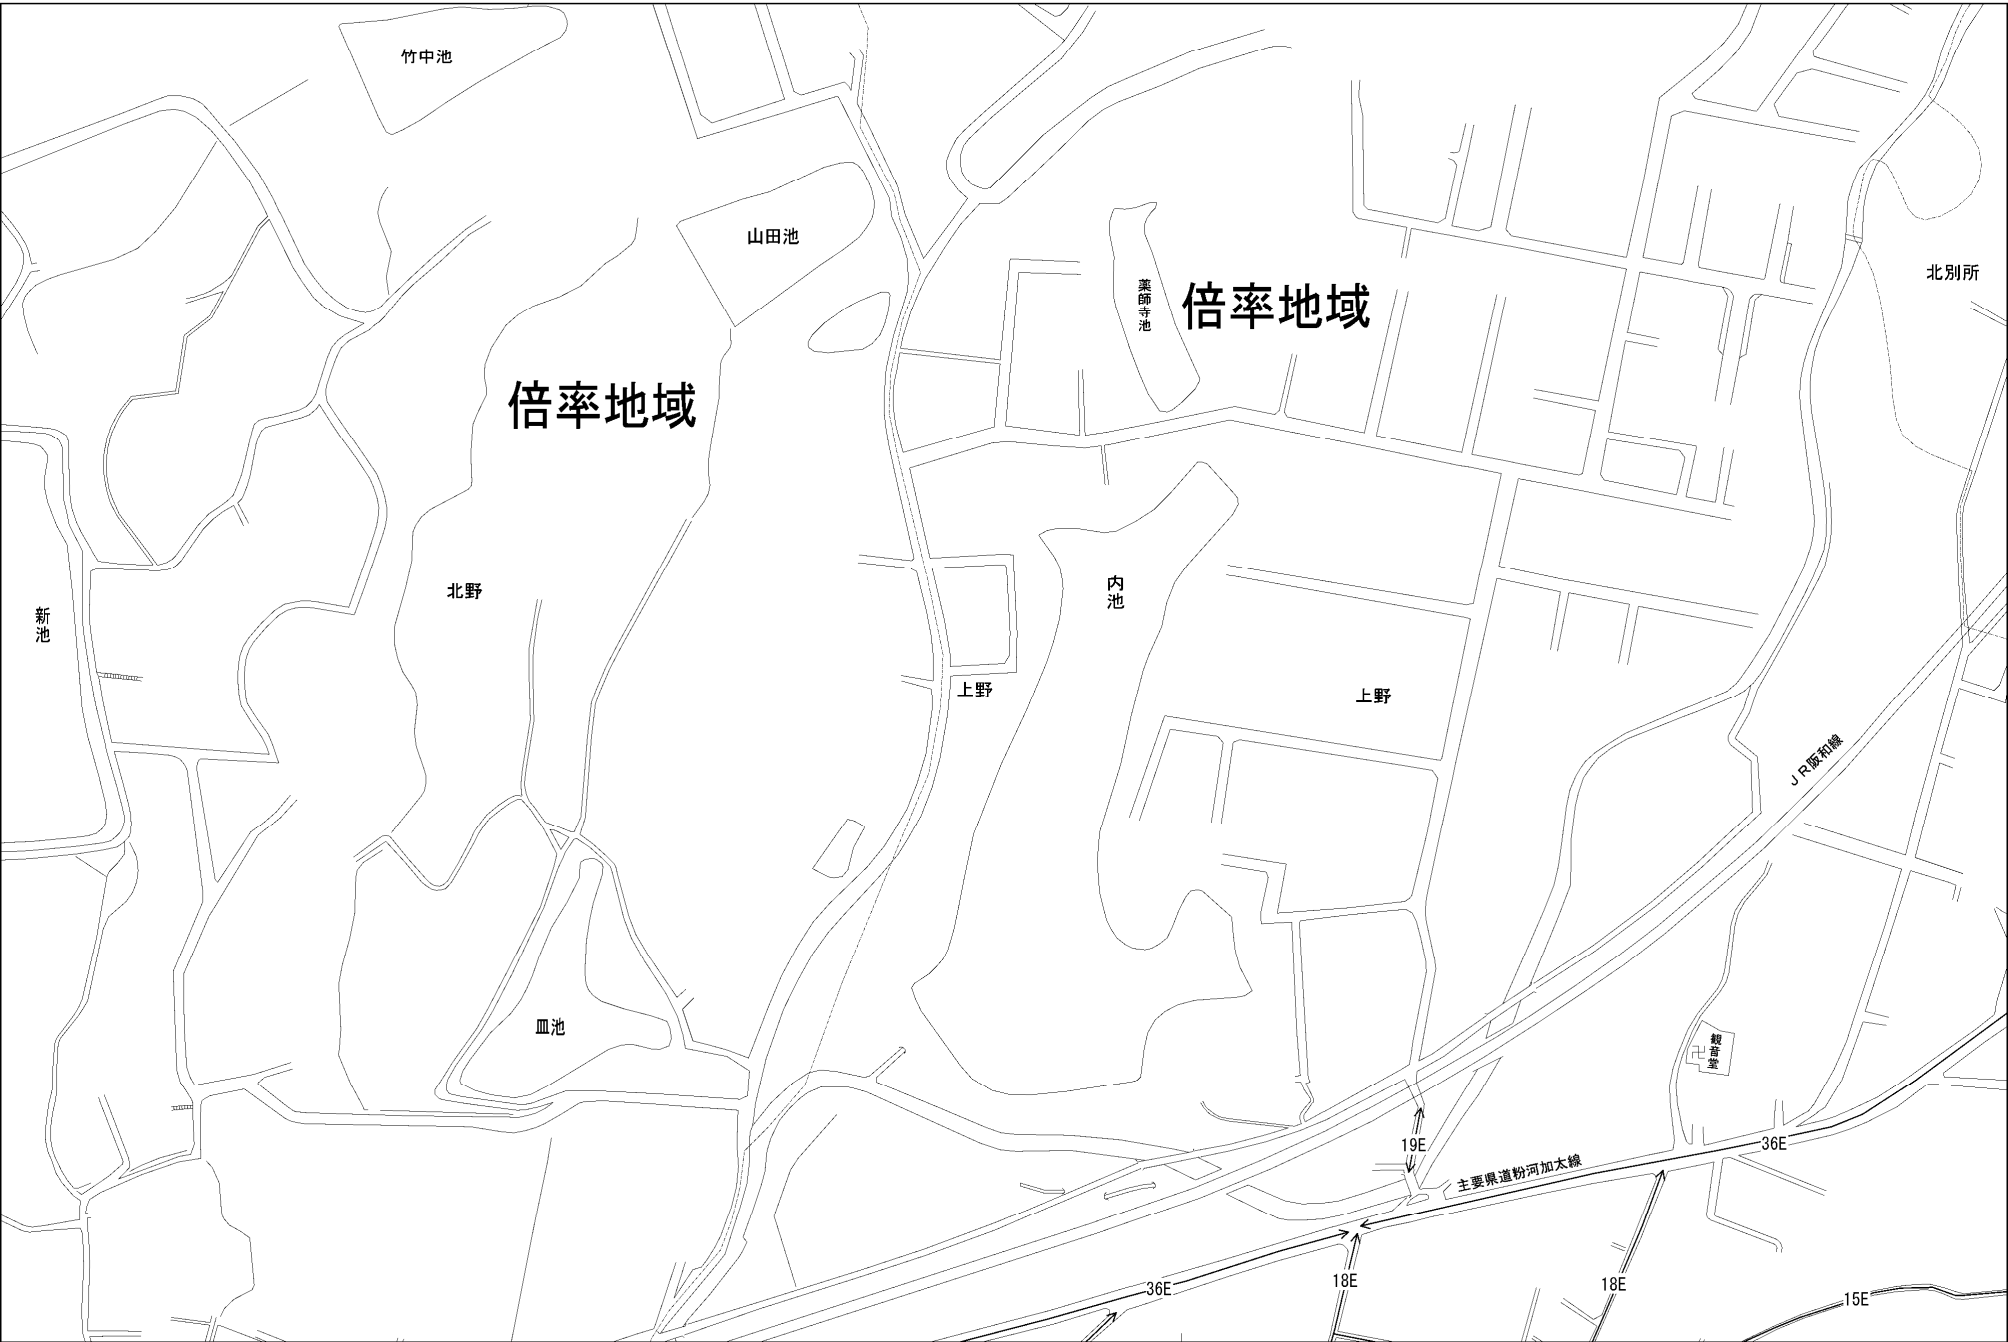 竹中池
山田池
薬師寺池
倍率地域
北別所
倍率地域
北野
内池
新池
上野
上野
ＪＲ阪和線
皿池
観音堂
卍
19E
36E
主要県道粉河加太線
36E
18E
18E
15E